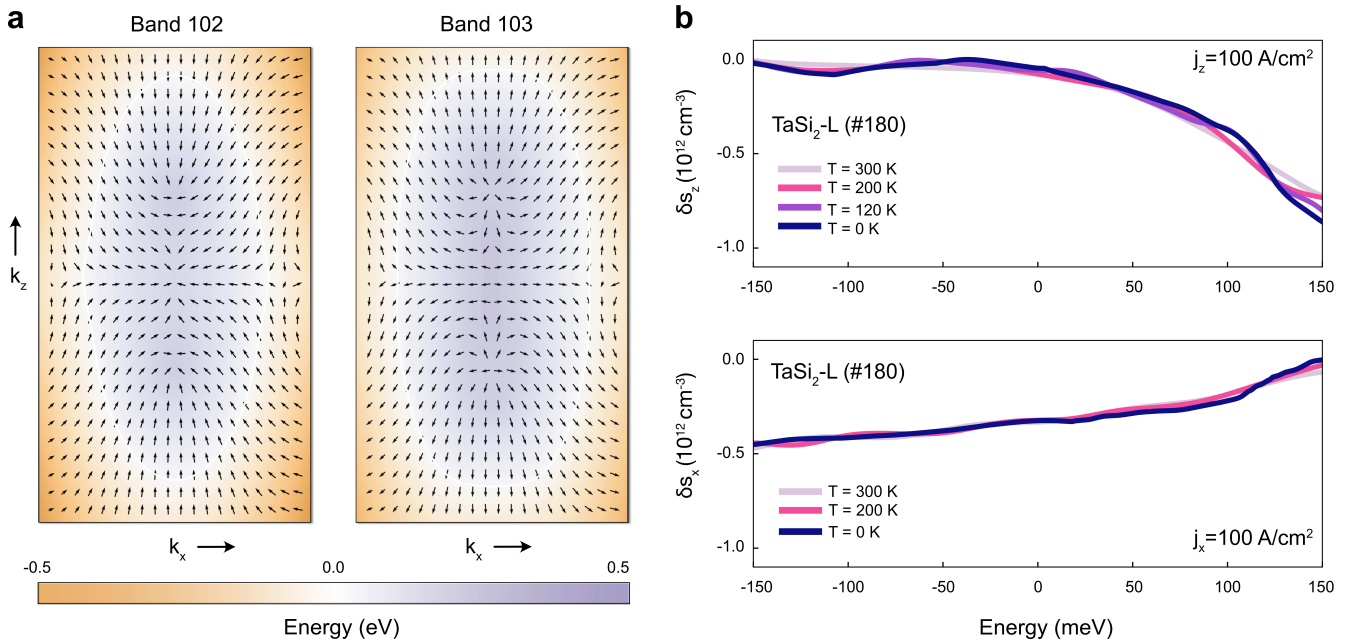 a
Band 102
Band 103
k_z
k_x
k_x
-0.5
0.0
0.5
Energy (eV)
b
0.0
-0.5
-1.0
δs_z (10^12 cm^-3)
j_z=100 A/cm^2
TaSi_2-L (#180)
T = 300 K
T = 200 K
T = 120 K
T = 0 K
-150
-100
-50
0
50
100
150
0.0
-0.5
-1.0
δs_x (10^12 cm^-3)
TaSi_2-L (#180)
T = 300 K
T = 200 K
T = 0 K
j_x=100 A/cm^2
-150
-100
-50
0
50
100
150
Energy (meV)